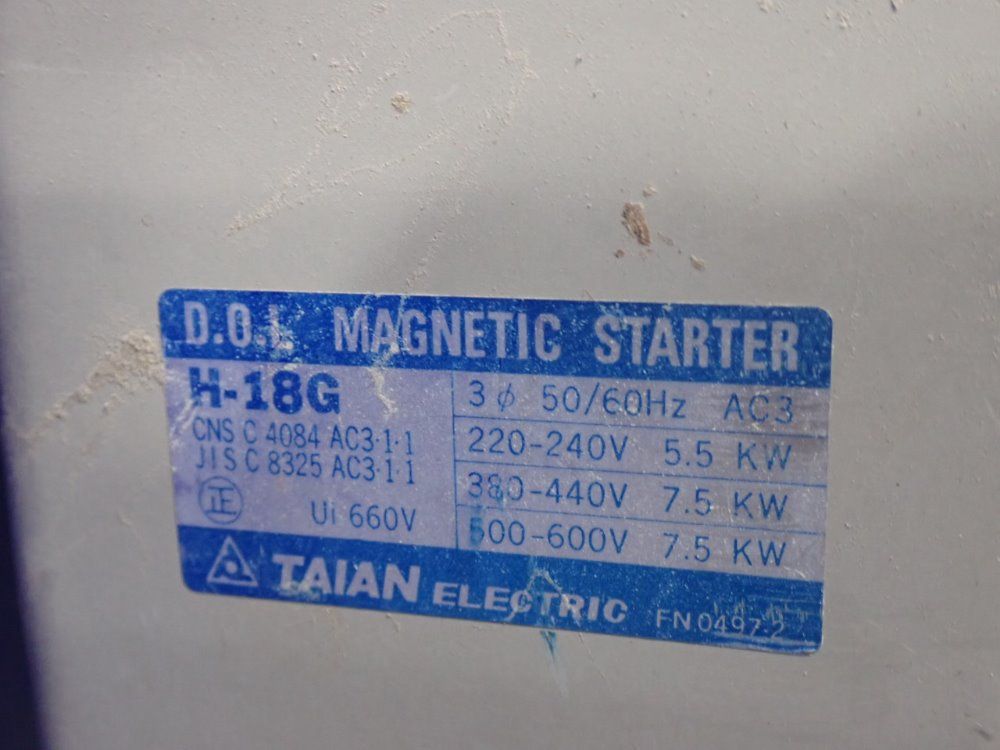 D.O.L MAGNETIC STARTER
H-18G
CNS C 4084 AC3·1·1
JIS C 8325 AC3·1·1
正
Ui 660V
3ϕ 50/60Hz AC3
220-240V 5.5 KW
380-440V 7.5 KW
500-600V 7.5 KW
TAIAN ELECTRIC FN0497-2